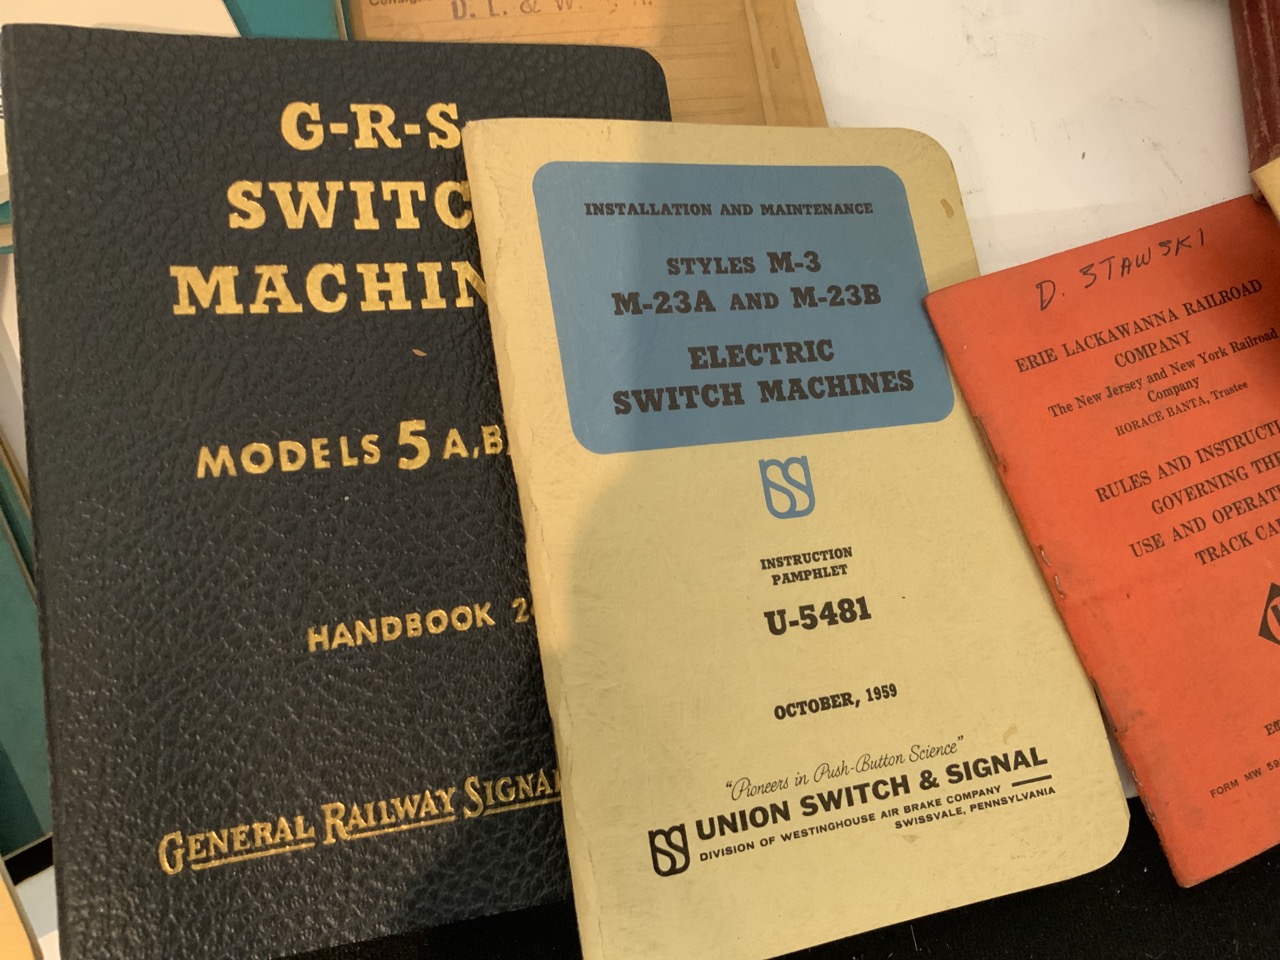 D. L. & W.
G-R-S
SWITC
MACHIN
MODELS 5 A, B
HANDBOOK 2
GENERAL RAILWAY SIGNAL
INSTALLATION AND MAINTENANCE
STYLES M-3
M-23A AND M-23B
ELECTRIC
SWITCH MACHINES
INSTRUCTION
PAMPHLET
U-5481
OCTOBER, 1959
"Pioneers in Push-Button Science"
UNION SWITCH & SIGNAL
DIVISION OF WESTINGHOUSE AIR BRAKE COMPANY
SWISSVALE, PENNSYLVANIA
D. STAWSKI
ERIE LACKAWANNA RAILROAD
COMPANY
The New Jersey and New York Railroad
Company
HORACE BANTA, Trustee
RULES AND INSTRUCTI
GOVERNING THE
USE AND OPERAT
TRACK CA
FORM MW 59